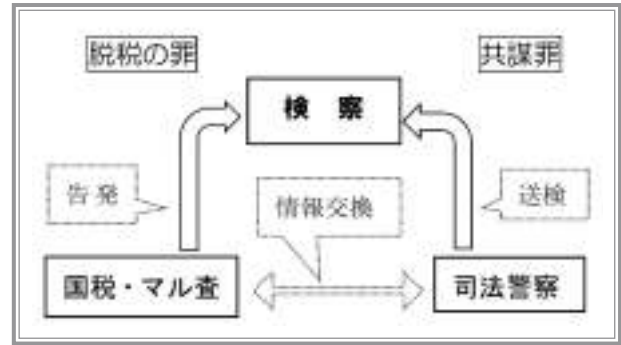 脱税の罪
共謀罪
検 察
告発
情報交換
送検
国税・マル査
司法警察